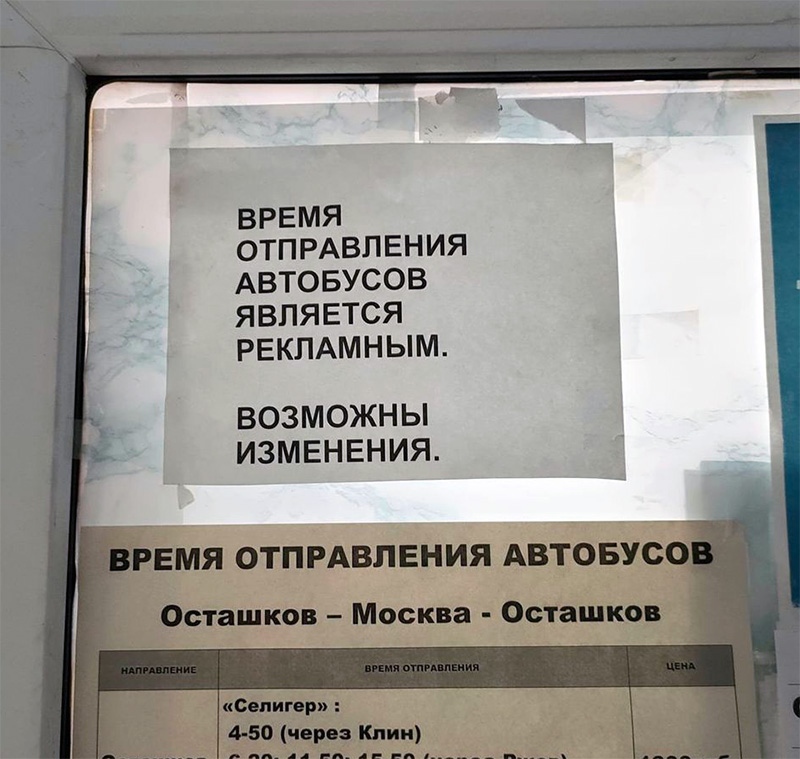 ВРЕМЯ
ОТПРАВЛЕНИЯ
АВТОБУСОВ
ЯВЛЯЕТСЯ
РЕКЛАМНЫМ.
ВОЗМОЖНЫ
ИЗМЕНЕНИЯ.
ВРЕМЯ ОТПРАВЛЕНИЯ АВТОБУСОВ
Осташков – Москва - Осташков
НАПРАВЛЕНИЕ ВРЕМЯ ОТПРАВЛЕНИЯ ЦЕНА
«Селигер» :
4-50 (через Клин)